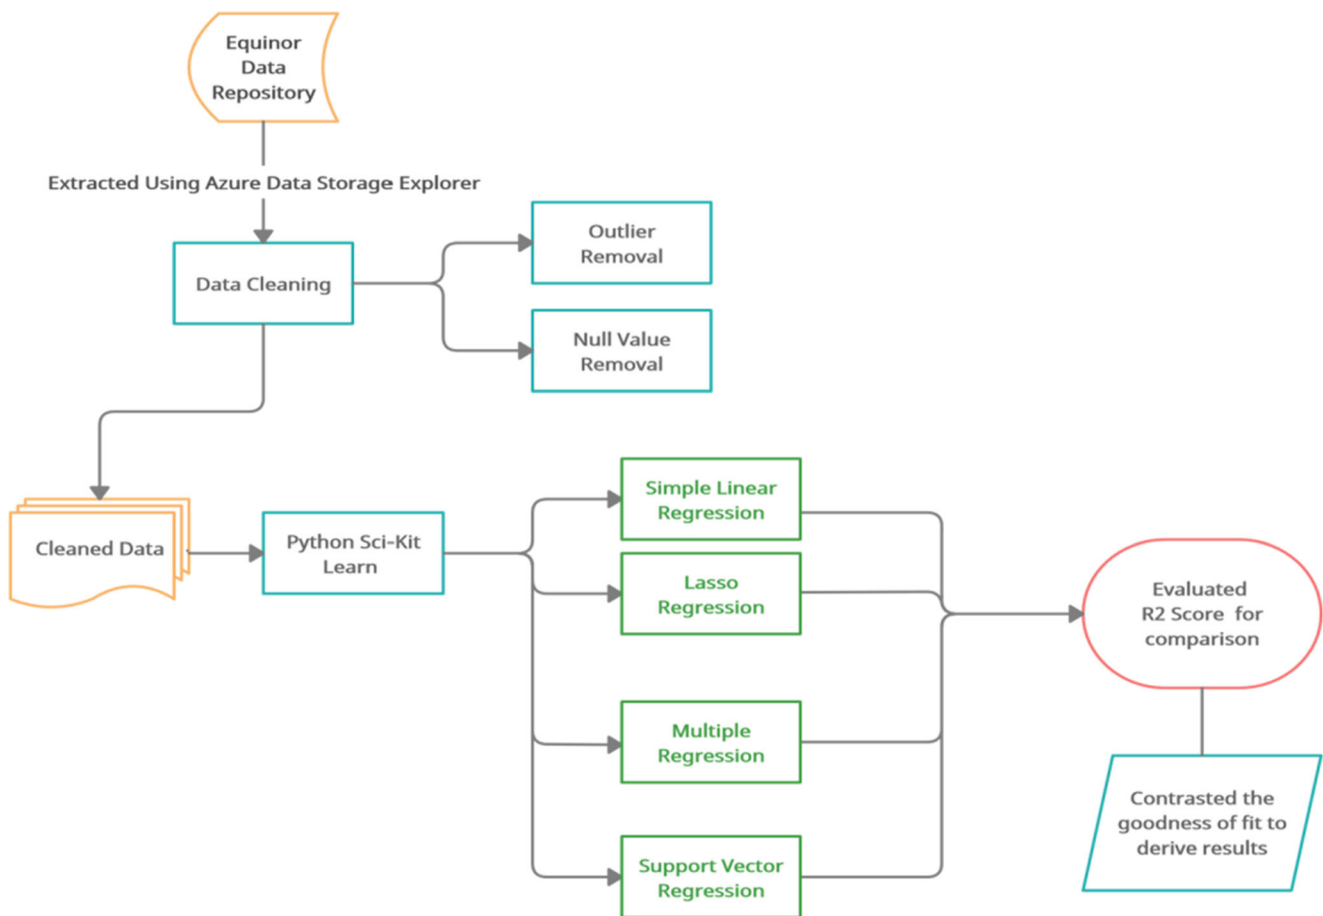 Equinor
Data
Repository
Extracted Using Azure Data Storage Explorer
Data Cleaning
Outlier
Removal
Null Value
Removal
Cleaned Data
Python Sci-Kit
Learn
Simple Linear
Regression
Lasso
Regression
Multiple
Regression
Support Vector
Regression
Evaluated
R2 Score for
comparison
Contrasted the
goodness of fit to
derive results